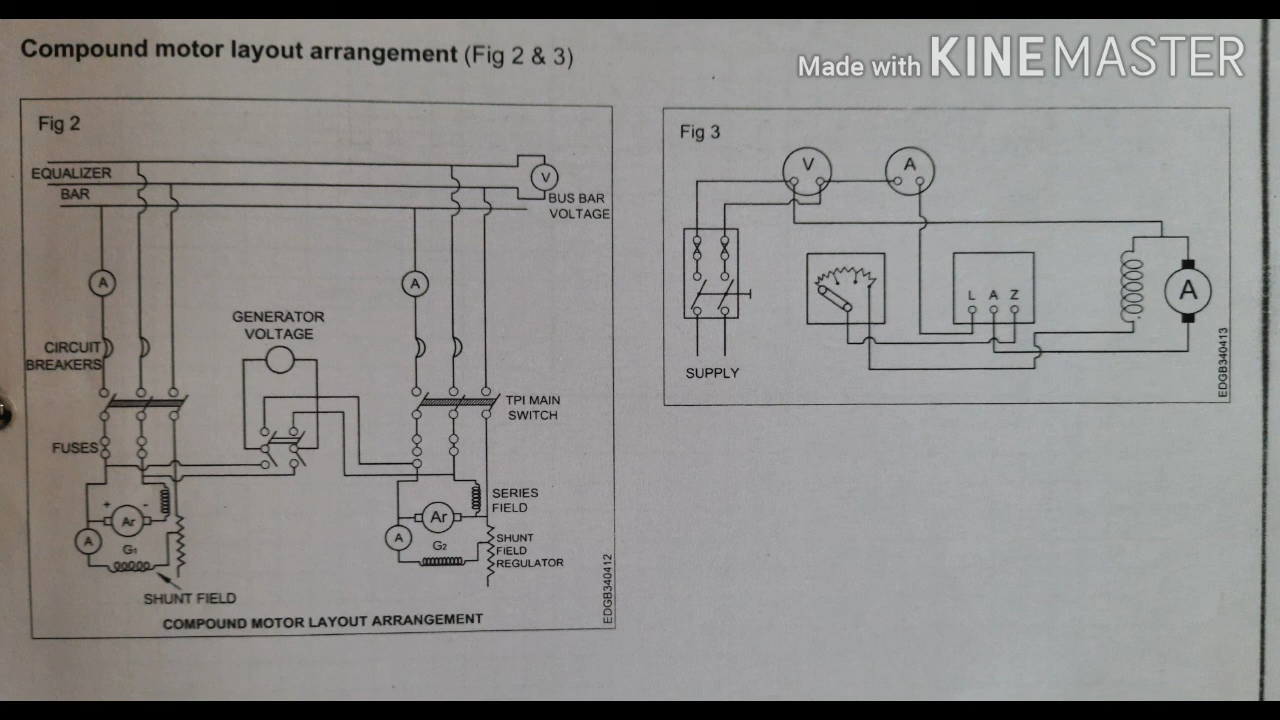 Compound motor layout arrangement (Fig 2 & 3)
Made with KINEMASTER
Fig 2
EQUALIZER
BAR
V
BUS BAR
VOLTAGE
A
A
GENERATOR
VOLTAGE
CIRCUIT
BREAKERS
TPI MAIN
SWITCH
FUSES
SERIES
FIELD
+ -
Ar
A
G1
Ar
A
G2
SHUNT
FIELD
REGULATOR
SHUNT FIELD
COMPOUND MOTOR LAYOUT ARRANGEMENT
EDGB340412
Fig 3
V
A
L A Z
A
SUPPLY
EDGB340413